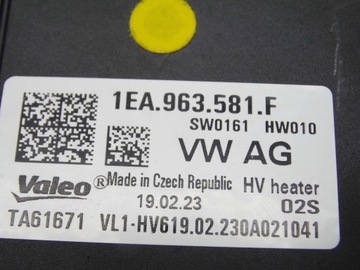 1EA.963.581.F
SW0161 HW010
VW AG
Valeo ® Made in Czech Republic HV heater
19.02.23 02S
TA61671 VL1-HV619.02.230A021041